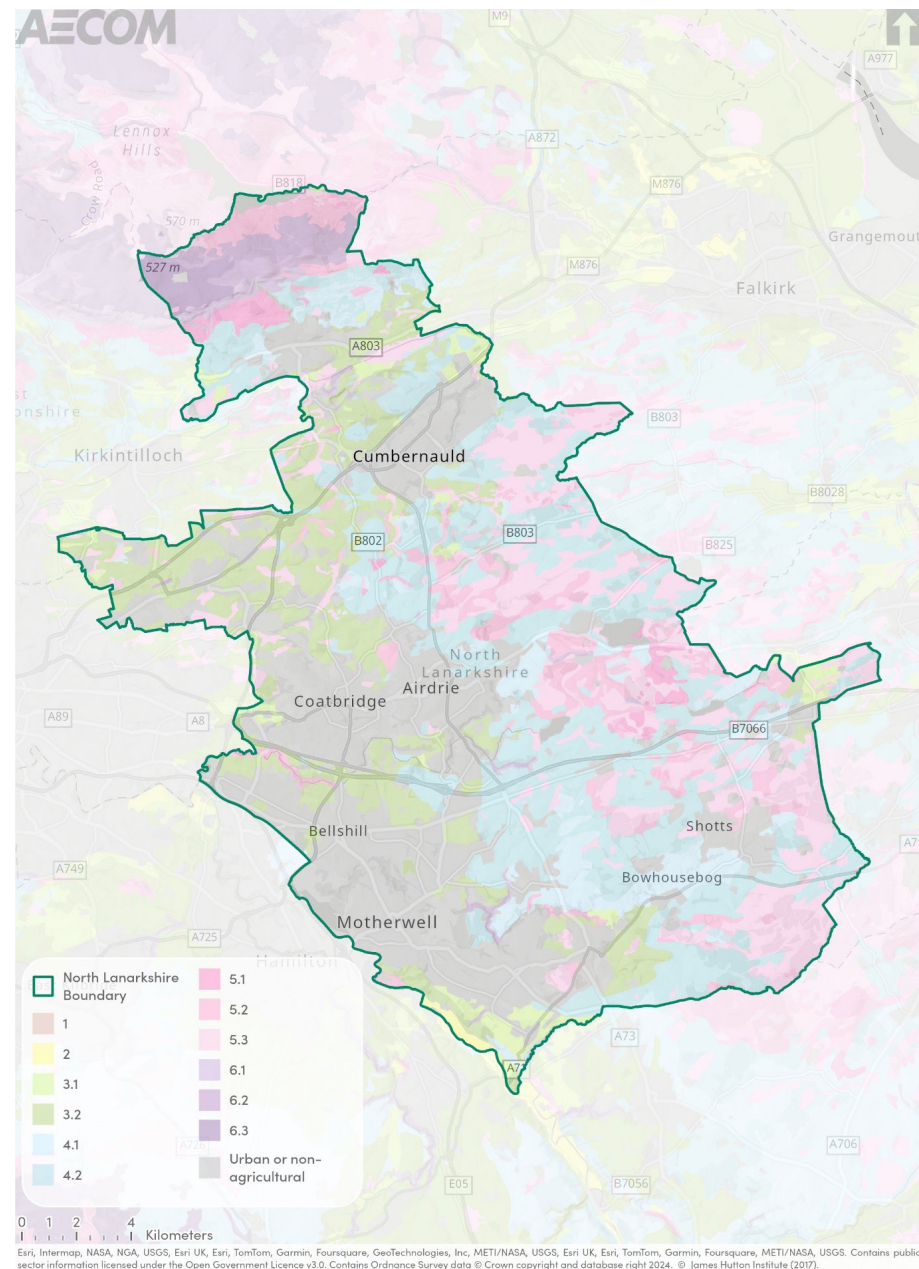 AECOM
M9
A977
Lennox
Hills
A872
Crow Road
B818
M876
570 m
Grangemout
527 m
M876
Falkirk
A803
B803
Kirkintilloch
Cumbernauld
B8028
B802
B803
B825
North
Lanarkshire
Airdrie
Coatbridge
A89
A8
B7066
Bellshill
Shotts
A749
Bowhousebog
Motherwell
A725
Hamilton
A73
A71
A706
E05
B7056
North Lanarkshire
Boundary
1
2
3.1
3.2
4.1
4.2
5.1
5.2
5.3
6.1
6.2
6.3
Urban or non-
agricultural
0 1 2 4
Kilometers
Esri, Intermap, NASA, NGA, USGS, Esri UK, Esri, TomTom, Garmin, Foursquare, GeoTechnologies, Inc, METI/NASA, USGS, Esri UK, Esri, TomTom, Garmin, Foursquare, METI/NASA, USGS. Contains public
sector information licensed under the Open Government Licence v3.0. Contains Ordnance Survey data © Crown copyright and database right 2024. © James Hutton Institute (2017).